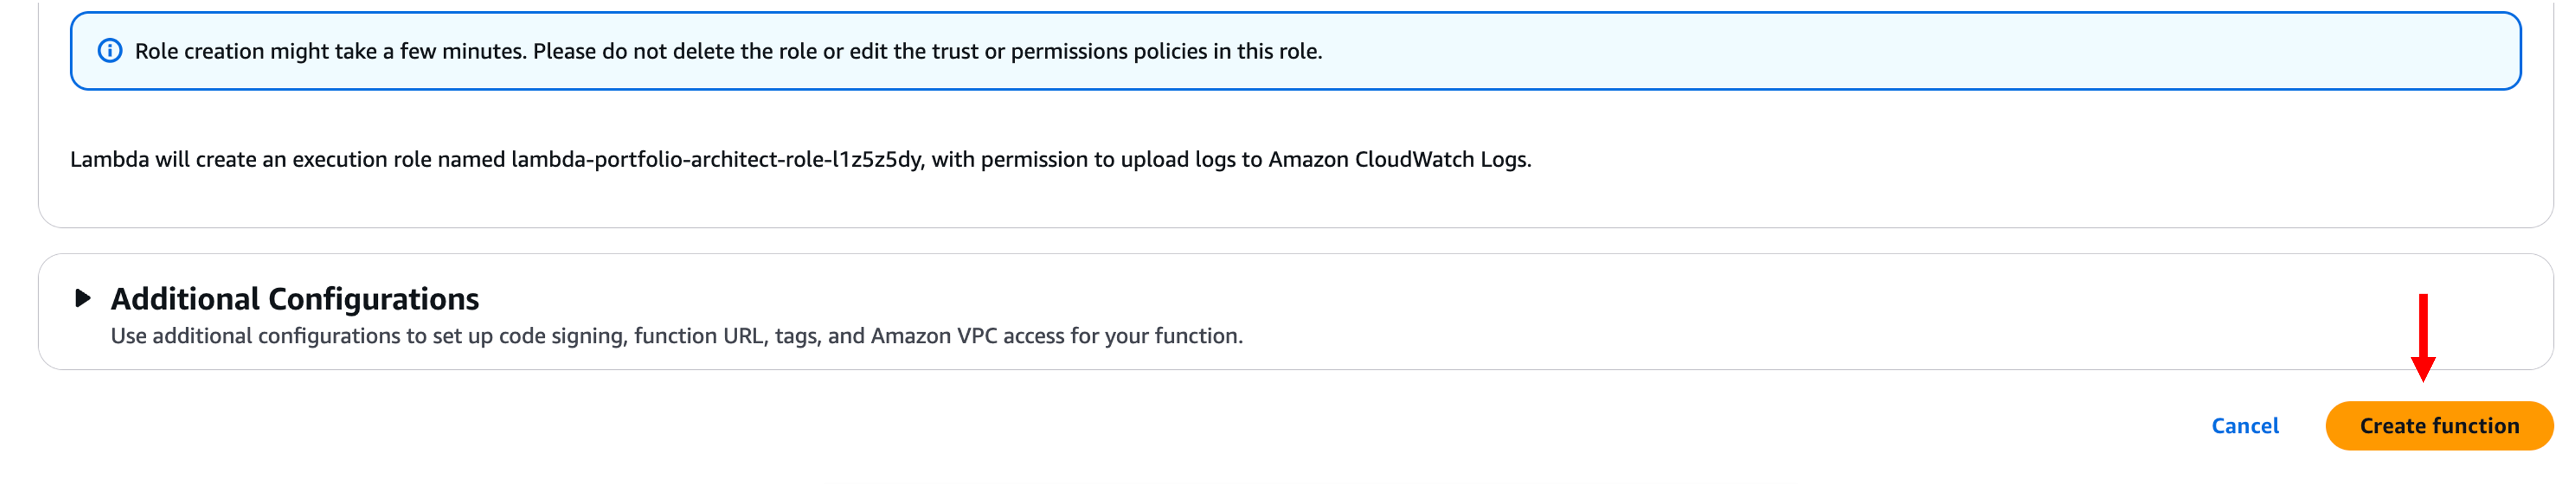 Role creation might take a few minutes. Please do not delete the role or edit the trust or permissions policies in this role.
Lambda will create an execution role named lambda-portfolio-architect-role-l1z5z5dy, with permission to upload logs to Amazon CloudWatch Logs.
Additional Configurations
Use additional configurations to set up code signing, function URL, tags, and Amazon VPC access for your function.
Cancel
Create function